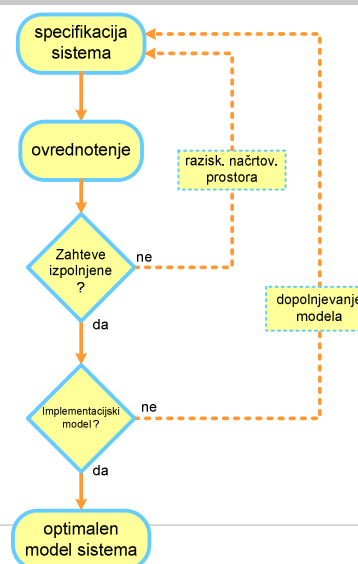 specifikacija
sistema
ovrednotenje
razisk. načrtov.
prostora
Zahteve
izpolnjene
?
ne
da
dopolnjevanje
modela
Implementacijski
model?
ne
da
optimalen
model sistema